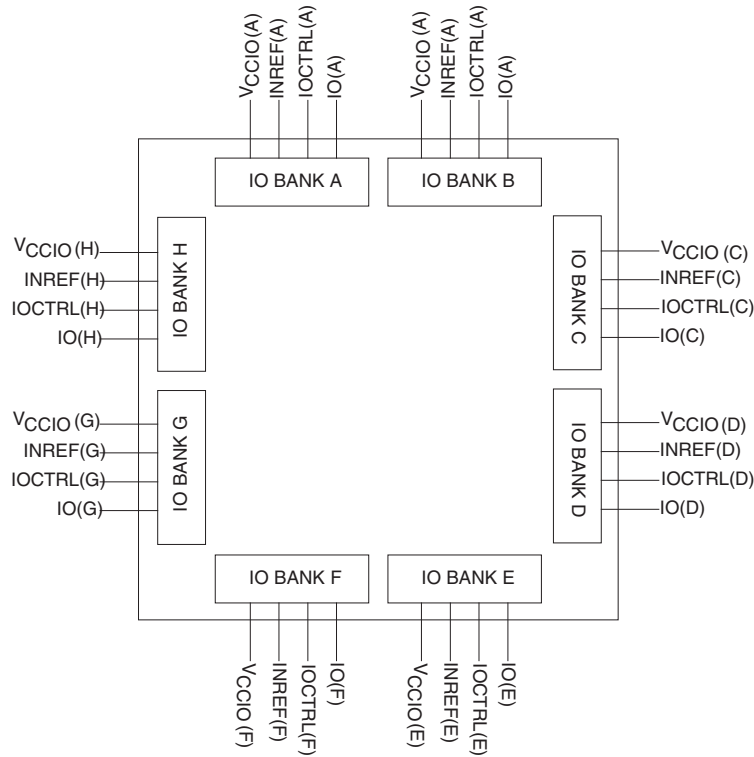 VCCIO(A)
INREF(A)
IOCTRL(A)
IO(A)
VCCIO(A)
INREF(A)
IOCTRL(A)
IO(A)
IO BANK A
IO BANK B
VCCIO(H)
INREF(H)
IOCTRL(H)
IO(H)
IO BANK H
IO BANK C
VCCIO(C)
INREF(C)
IOCTRL(C)
IO(C)
VCCIO(G)
INREF(G)
IOCTRL(G)
IO(G)
IO BANK G
IO BANK D
VCCIO(D)
INREF(D)
IOCTRL(D)
IO(D)
IO BANK F
IO BANK E
VCCIO(F)
INREF(F)
IOCTRL(F)
IO(F)
VCCIO(E)
INREF(E)
IOCTRL(E)
IO(E)